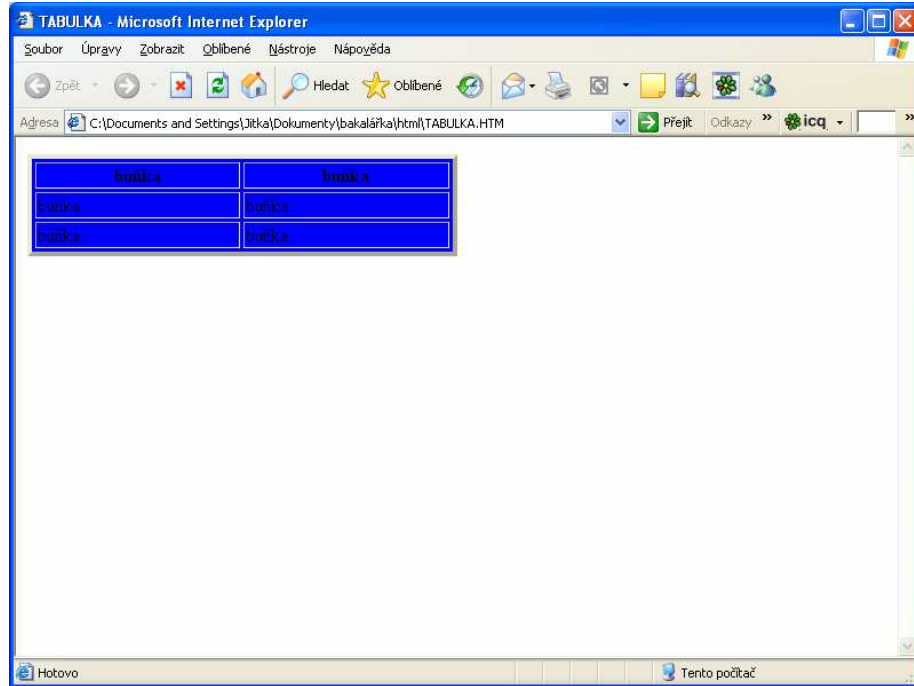 TABULKA - Microsoft Internet Explorer
Soubor Úpravy Zobrazit Oblíbené Nástroje Nápověda
Zpět Hledat Oblíbené
Adresa C:\Documents and Settings\Jitka\Dokumenty\bakalářka\html\TABULKA.HTM Přejít Odkazy » icq »
buňka buňka
buňka buňka
buňka buňka
Hotovo Tento počítač